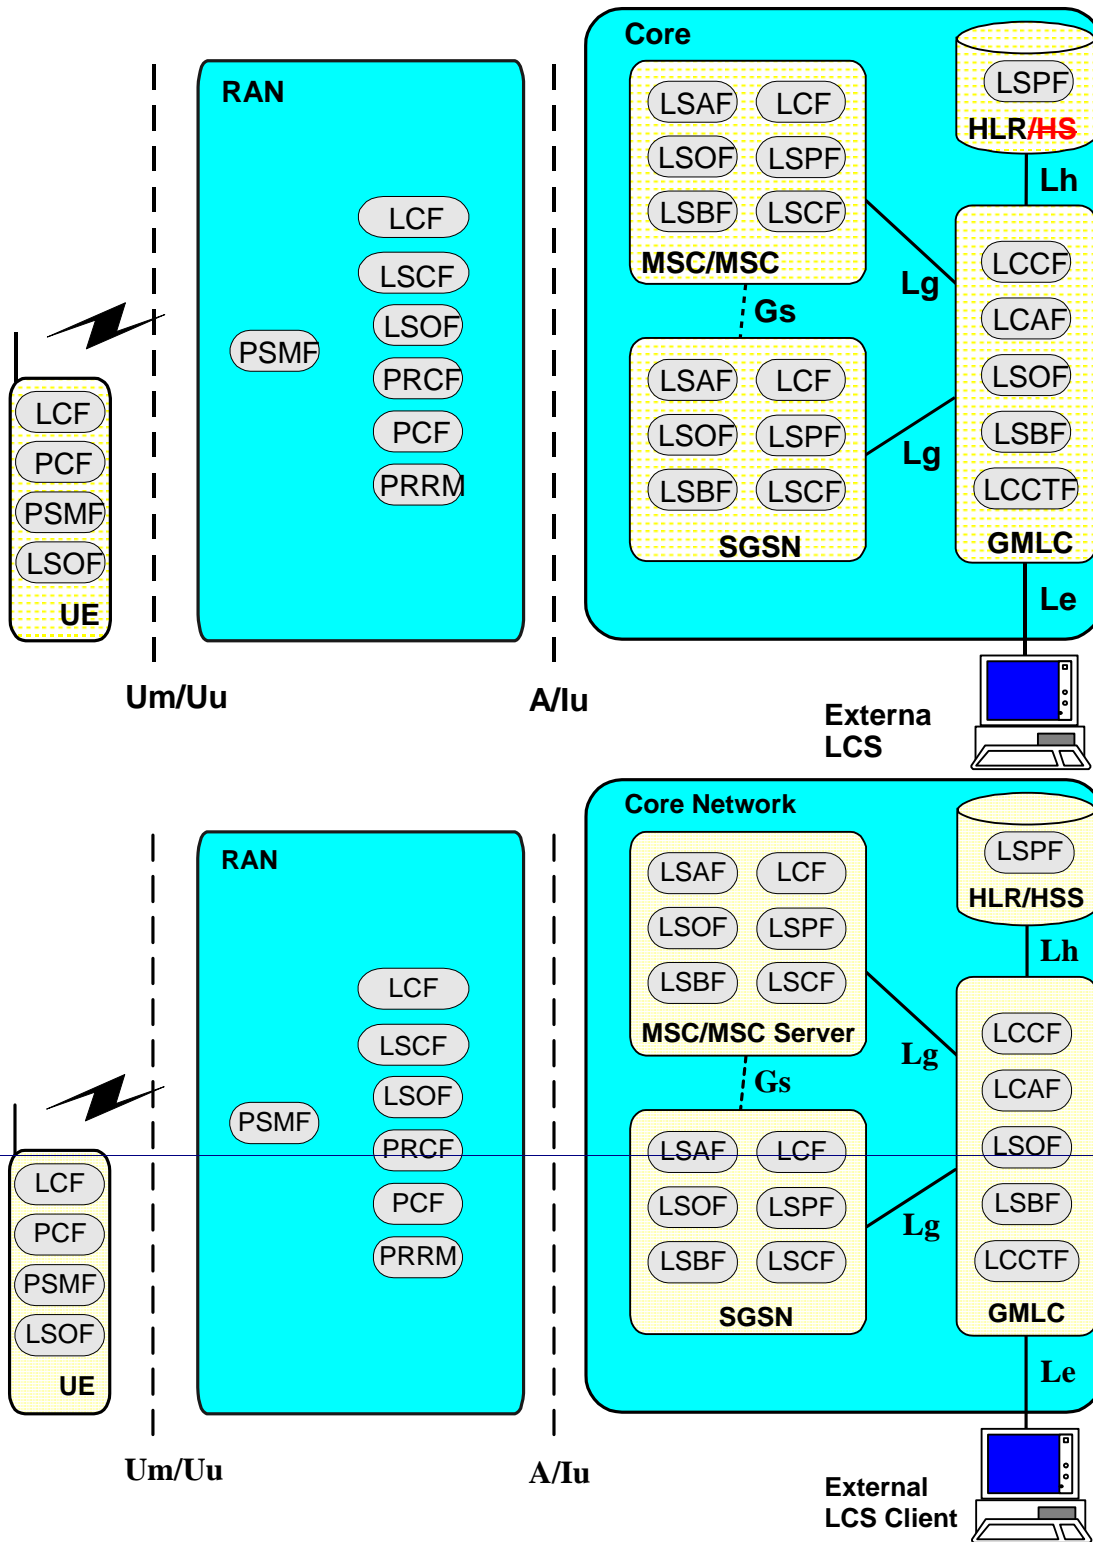 Core
RAN
LSPF
HLR/HS
Lh
LSAF
LCF
LSOF
LSPF
LSBF
LSCF
MSC/MSC
Lg
Gs
LCF
LSCF
LSOF
PSMF
PRCF
PCF
PRRM
LCCF
LCAF
LSOF
LSBF
LCCTF
GMLC
LSAF
LCF
LSOF
LSPF
LSBF
LSCF
SGSN
Lg
LCF
PCF
PSMF
LSOF
UE
Le
Um/Uu
A/Iu
Externa
LCS
Core Network
RAN
LSPF
HLR/HSS
Lh
LSAF
LCF
LSOF
LSPF
LSBF
LSCF
MSC/MSC Server
Lg
Gs
LCF
LSCF
LSOF
PSMF
PRCF
PCF
PRRM
LCCF
LCAF
LSOF
LSBF
LCCTF
GMLC
LSAF
LCF
LSOF
LSPF
LSBF
LSCF
SGSN
Lg
LCF
PCF
PSMF
LSOF
UE
Le
Um/Uu
A/Iu
External
LCS Client